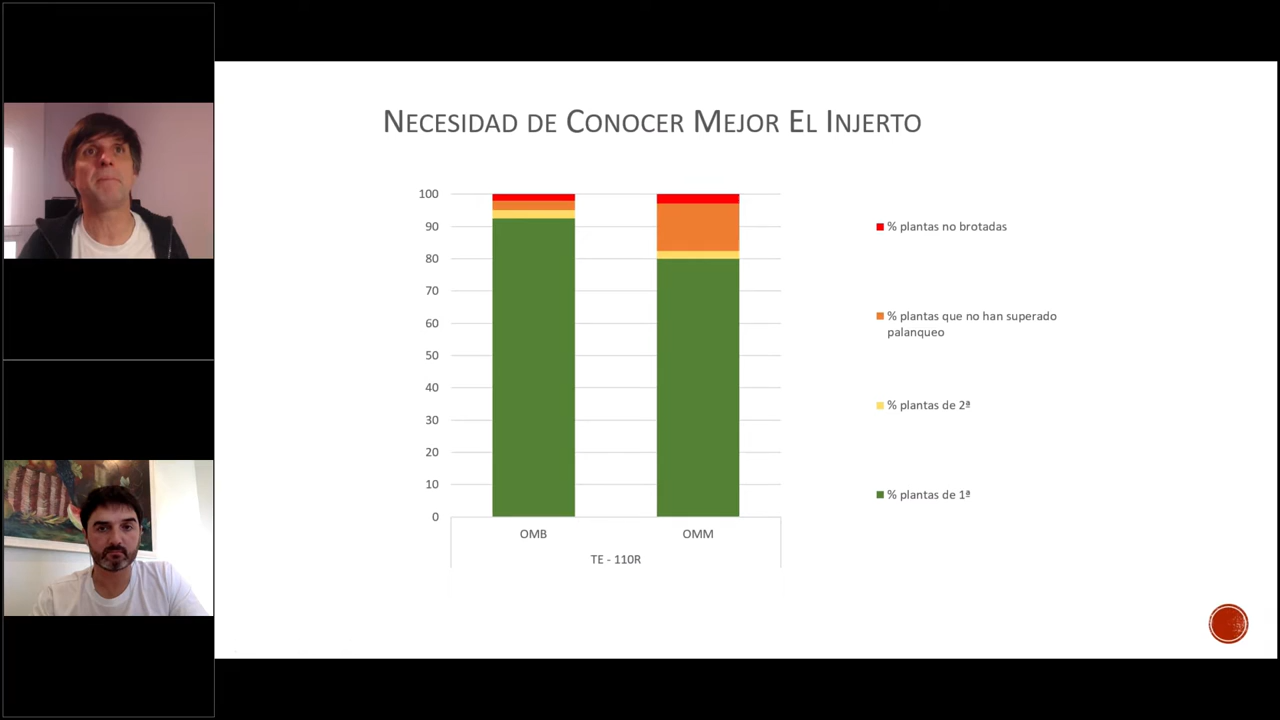 NECESIDAD DE CONOCER MEJOR EL INJERTO
100
90
80
70
60
50
40
30
20
10
0
OMB
OMM
TE - 110R
% plantas no brotadas
% plantas que no han superado
palanqueo
% plantas de 2ª
% plantas de 1ª